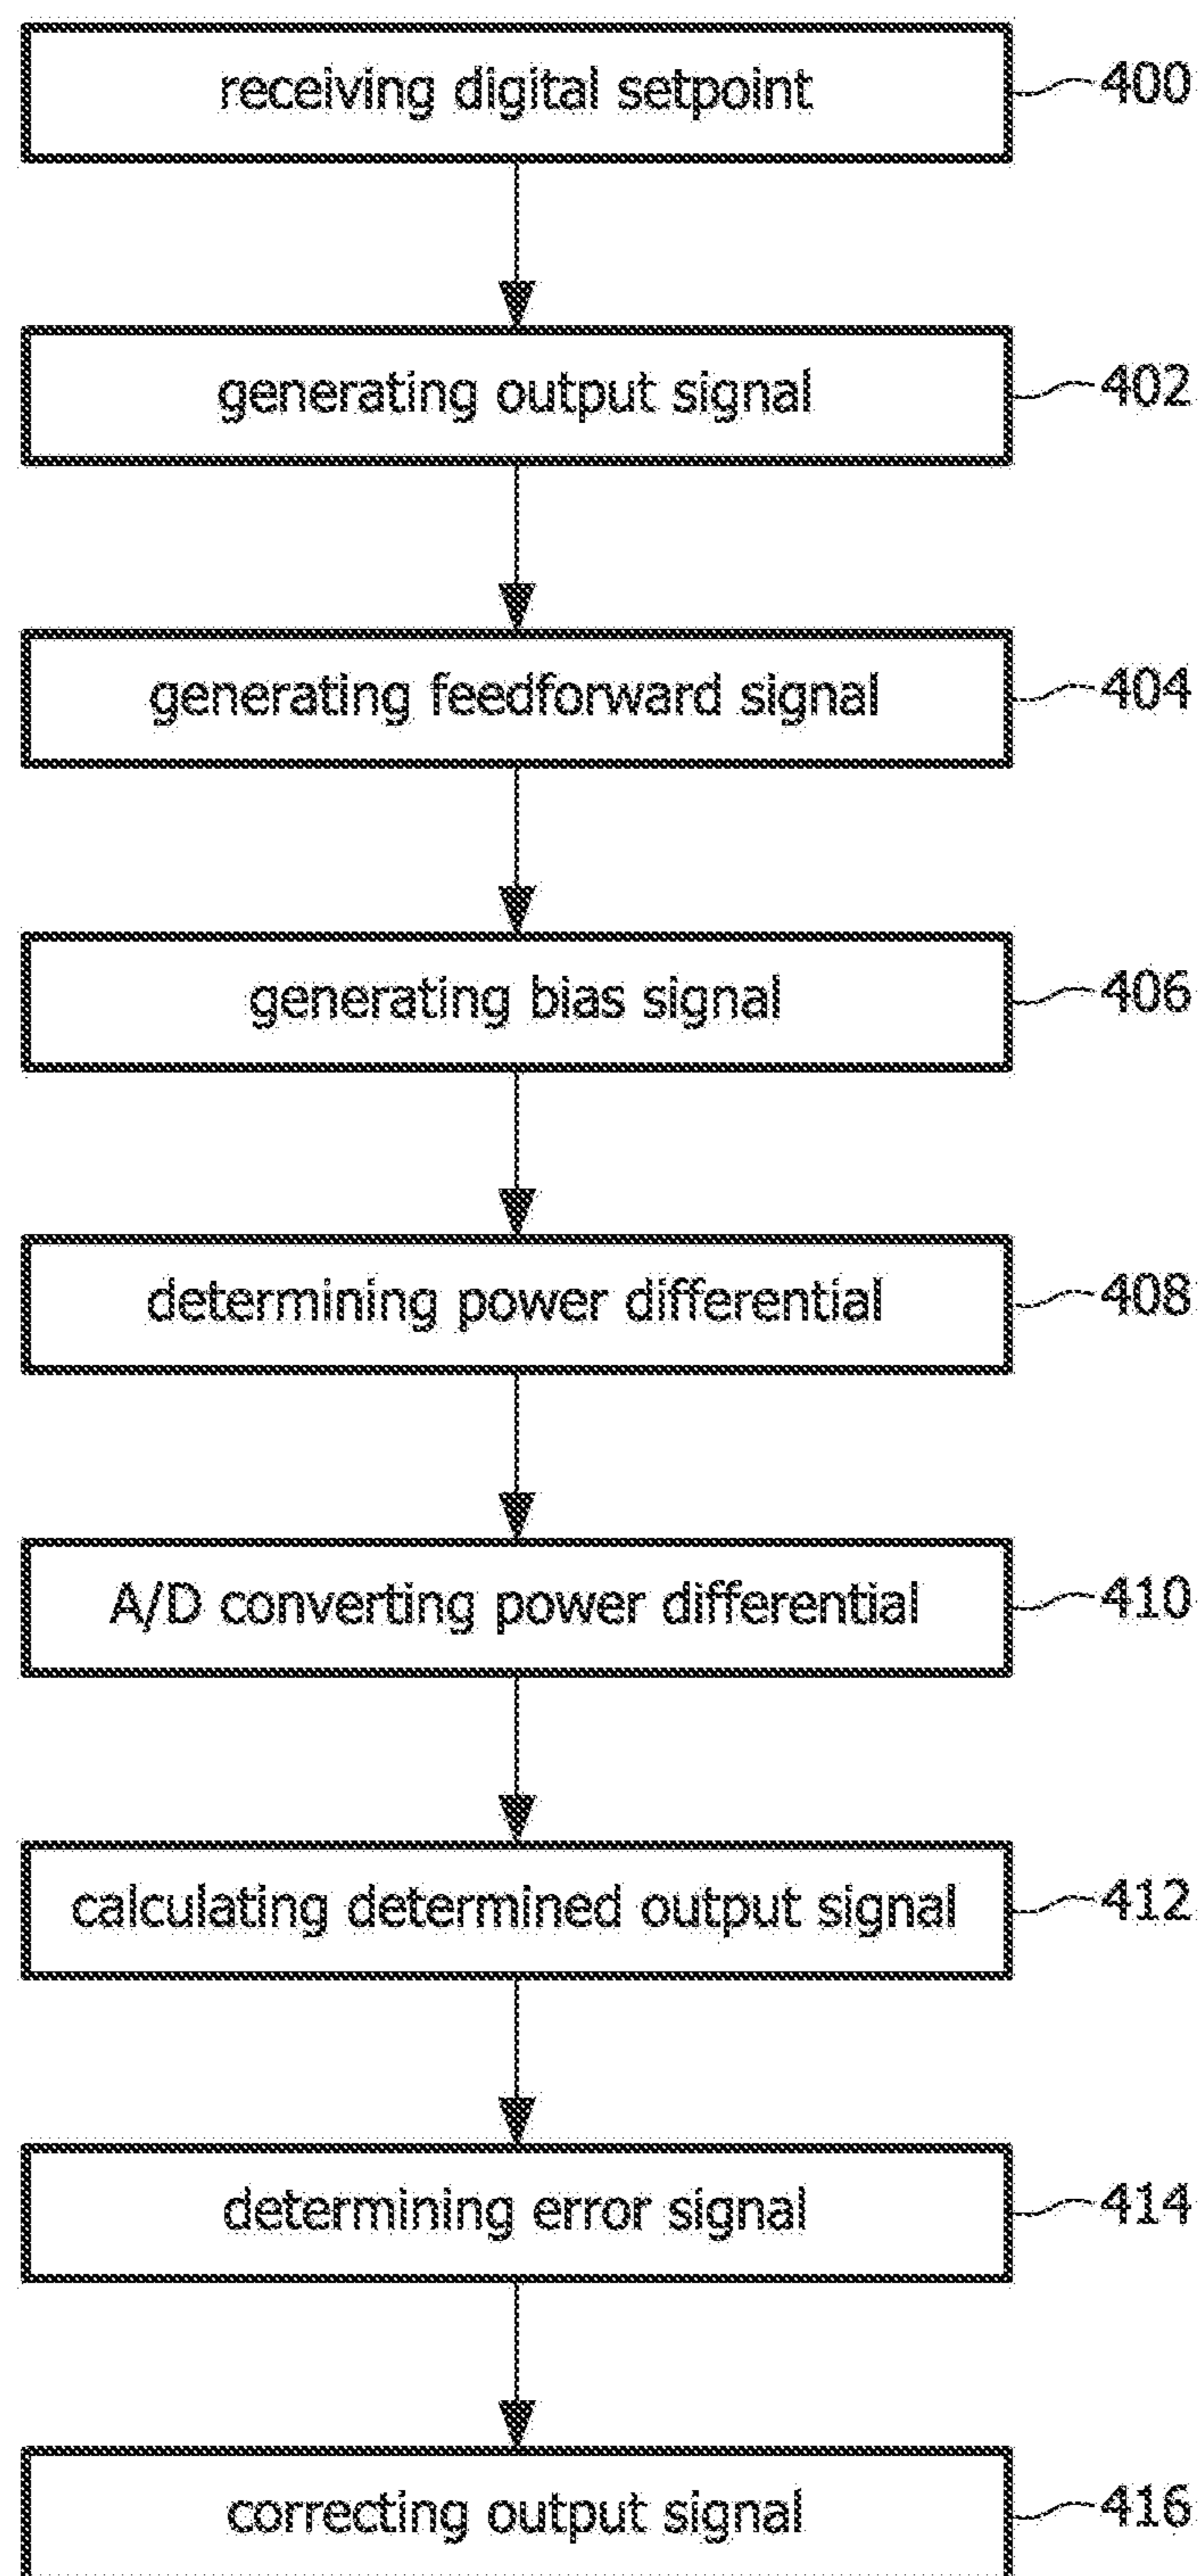 receiving digital setpoint 400
generating output signal 402
generating feedforward signal 404
generating bias signal 406
determining power differential 408
A/D converting power differential 410
calculating determined output signal 412
determining error signal 414
correcting output signal 416